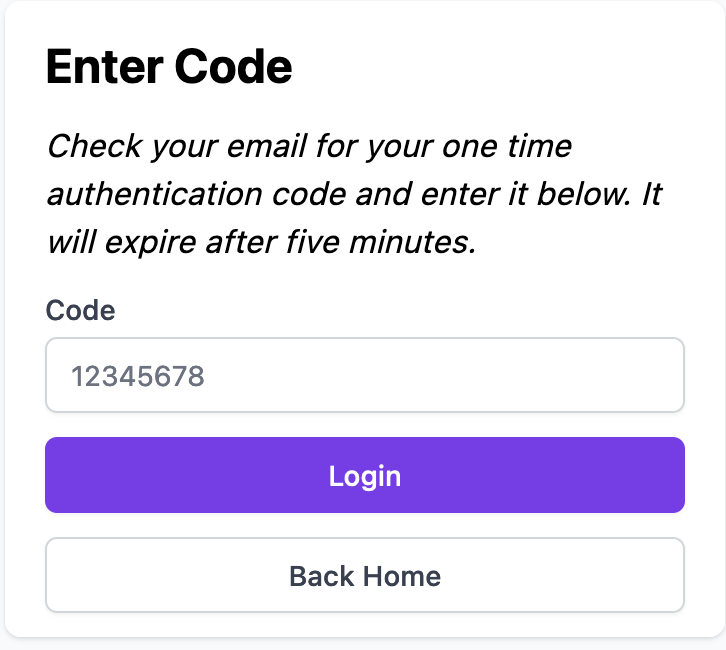 Enter Code
Check your email for your one time
authentication code and enter it below. It
will expire after five minutes.
Code
12345678
Login
Back Home